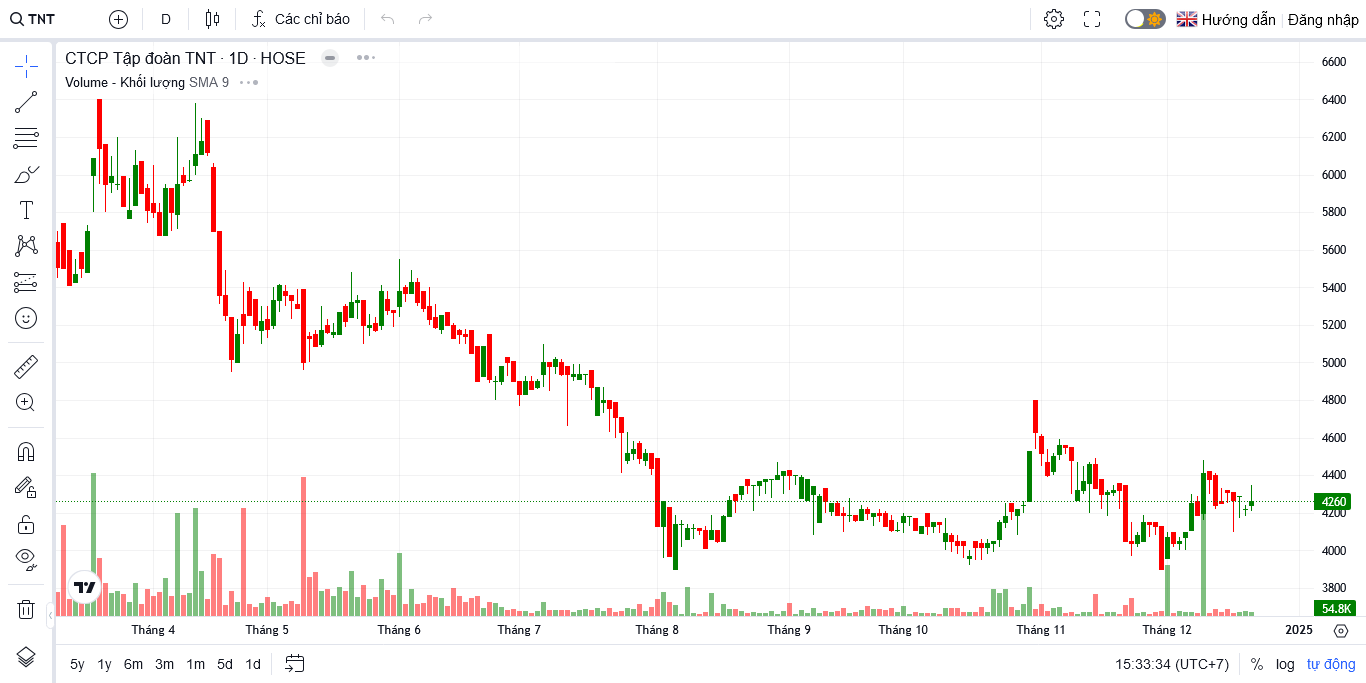 TNT D Các chỉ báo Hướng dẫn Đăng nhập
CTCP Tập đoàn TNT · 1D · HOSE
Volume - Khối lượng SMA 9
6600
6400
6200
6000
5800
5600
5400
5200
5000
4800
4600
4400
4260
4200
4000
3800
54.8K
Tháng 4 Tháng 5 Tháng 6 Tháng 7 Tháng 8 Tháng 9 Tháng 10 Tháng 11 Tháng 12 2025
5y 1y 6m 3m 1m 5d 1d 15:33:34 (UTC+7) % log tự động